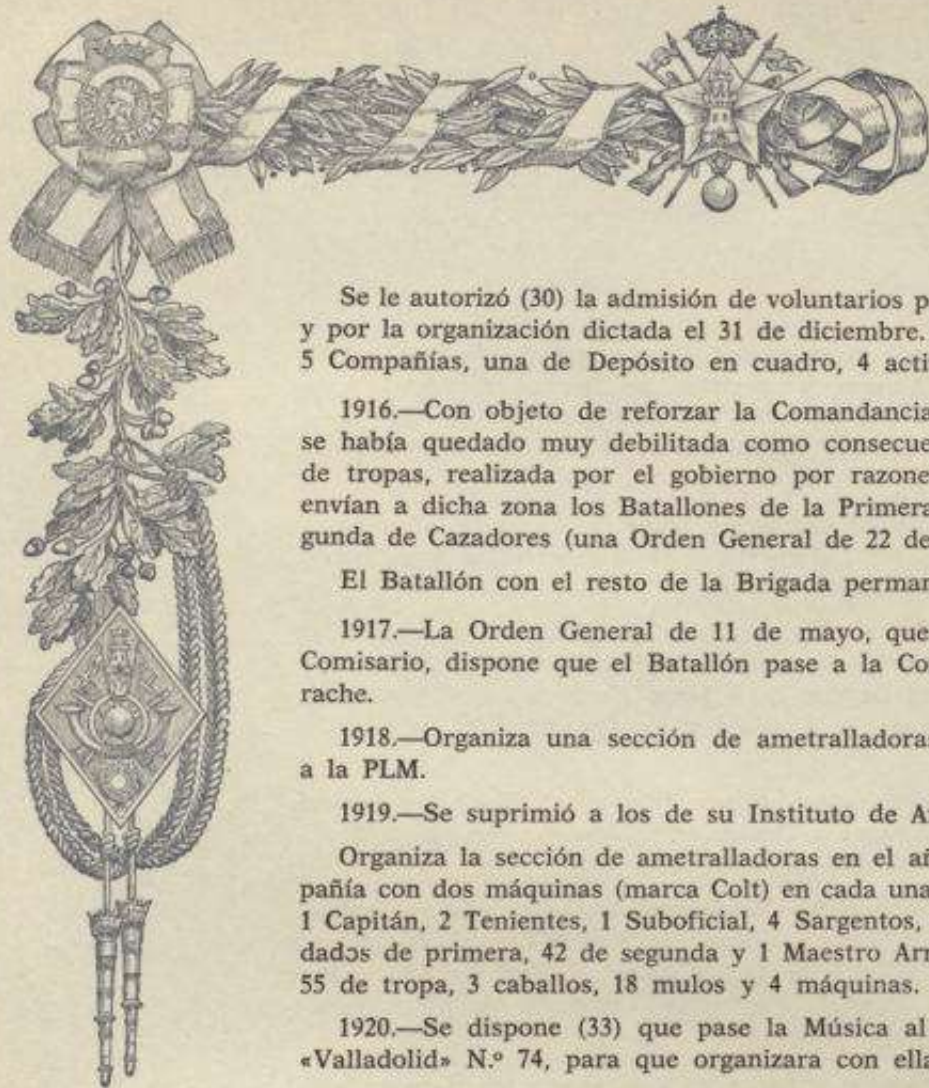 Se le autorizó (30) la admisión de voluntarios p
y por la organización dictada el 31 de diciembre.
5 Compañías, una de Depósito en cuadro, 4 acti
1916.—Con objeto de reforzar la Comandancia
se había quedado muy debilitada como consecue
de tropas, realizada por el gobierno por razone
envían a dicha zona los Batallones de la Primera
gunda de Cazadores (una Orden General de 22 de
El Batallón con el resto de la Brigada perman
1917.—La Orden General de 11 de mayo, que
Comisario, dispone que el Batallón pase a la Co
rache.
1918.—Organiza una sección de ametralladoras
a la PLM.
1919.—Se suprimió a los de su Instituto de A
Organiza la sección de ametralladoras en el añ
pañía con dos máquinas (marca Colt) en cada una
1 Capitán, 2 Tenientes, 1 Suboficial, 4 Sargentos,
dados de primera, 42 de segunda y 1 Maestro Arr
55 de tropa, 3 caballos, 18 mulos y 4 máquinas.
1920.—Se dispone (33) que pase la Música al
«Valladolid» N.º 74, para que organizara con ella